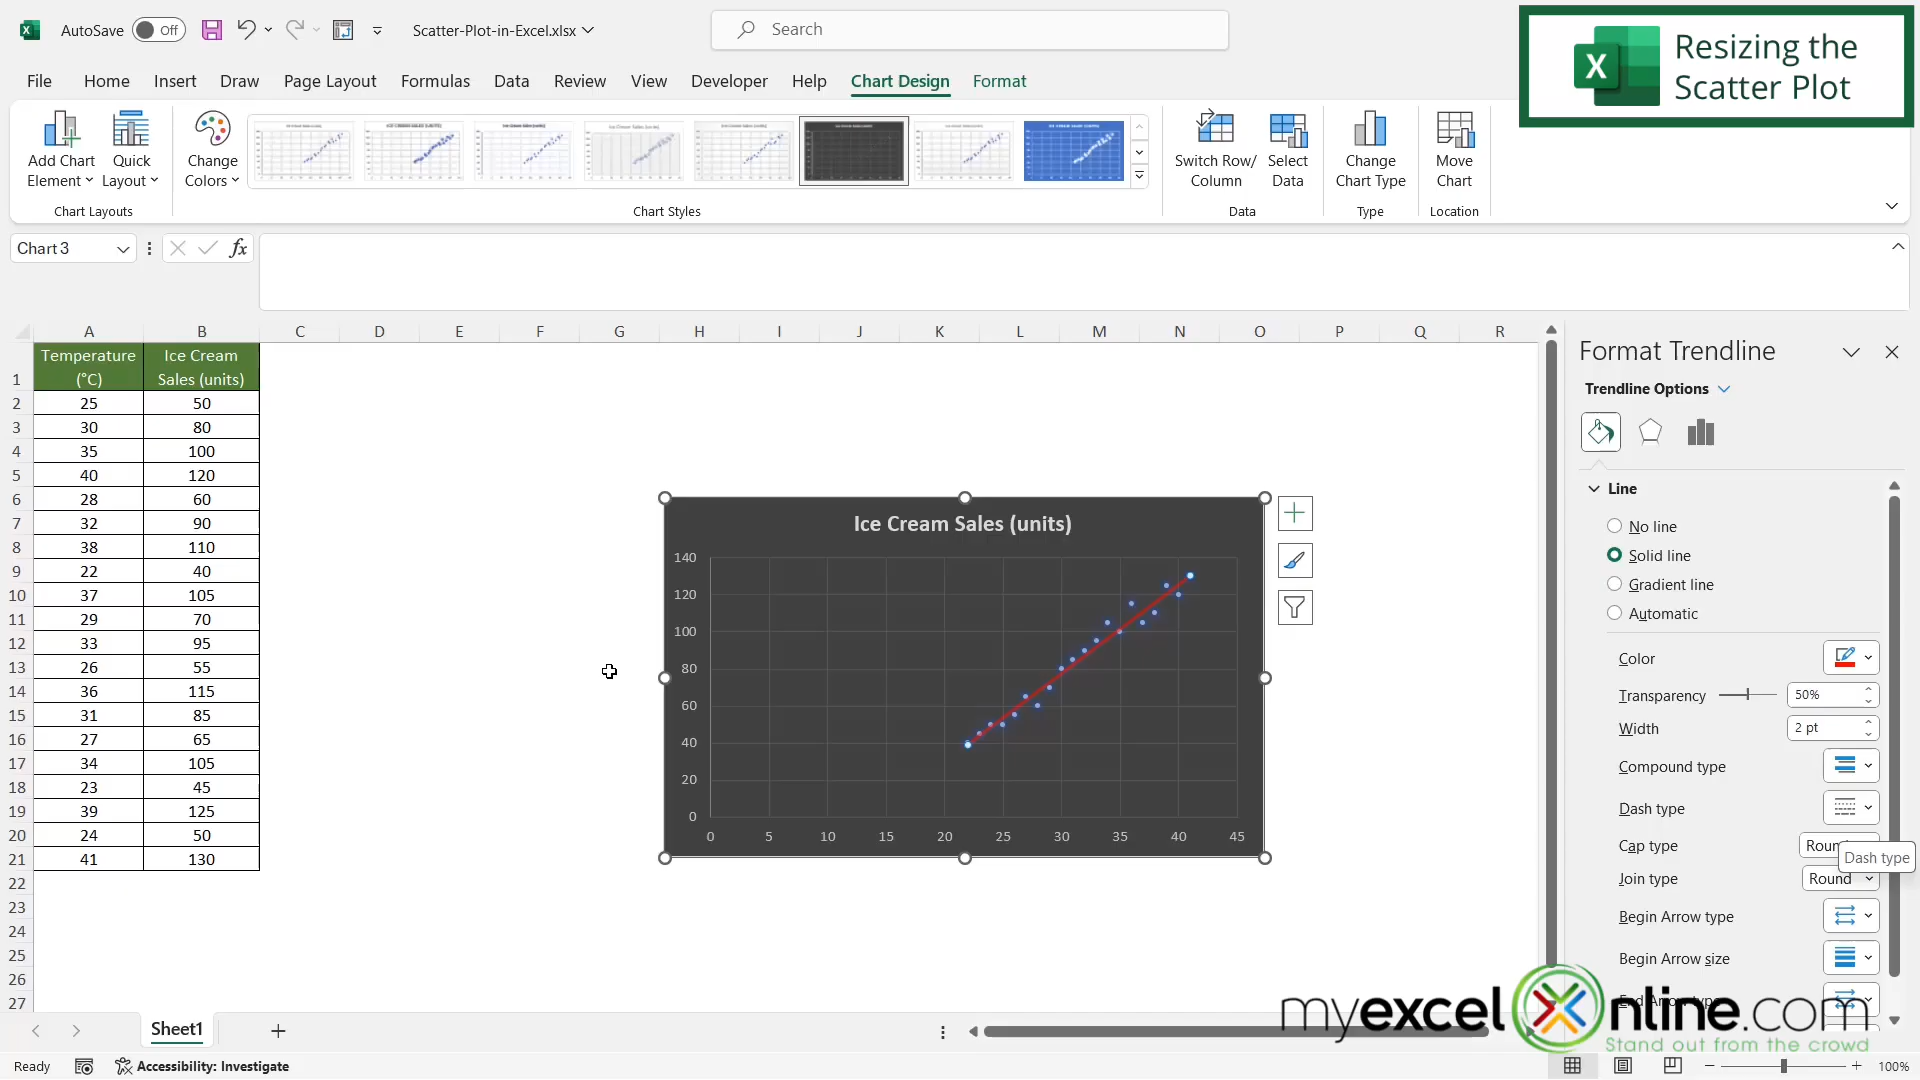 AutoSave Off Scatter-Plot-in-Excel.xlsx Search
Resizing the
Scatter Plot
File Home Insert Draw Page Layout Formulas Data Review View Developer Help Chart Design Format
Add Chart
Element
Quick
Layout
Change
Colors
Switch Row/
Column
Select
Data
Change
Chart Type
Move
Chart
Chart Layouts Chart Styles Data Type Location
Chart 3 fx
A B C D E F G H I J K L M N O P Q R
1 Temperature (°C) Ice Cream Sales (units)
2 25 50
3 30 80
4 35 100
5 40 120
6 28 60
7 32 90
8 38 110
9 22 40
10 37 105
11 29 70
12 33 95
13 26 55
14 36 115
15 31 85
16 27 65
17 34 105
18 23 45
19 39 125
20 24 50
21 41 130
22
23
24
25
26
27
Ice Cream Sales (units)
140
120
100
80
60
40
20
0
0 5 10 15 20 25 30 35 40 45
Format Trendline
Trendline Options
Line
No line
Solid line
Gradient line
Automatic
Color
Transparency 50%
Width 2 pt
Compound type
Dash type
Cap type
Dash type
Join type Round
Begin Arrow type
Begin Arrow size
End Arrow type
myexcelonline.com
Stand out from the crowd
Sheet1
Ready Accessibility: Investigate 100%